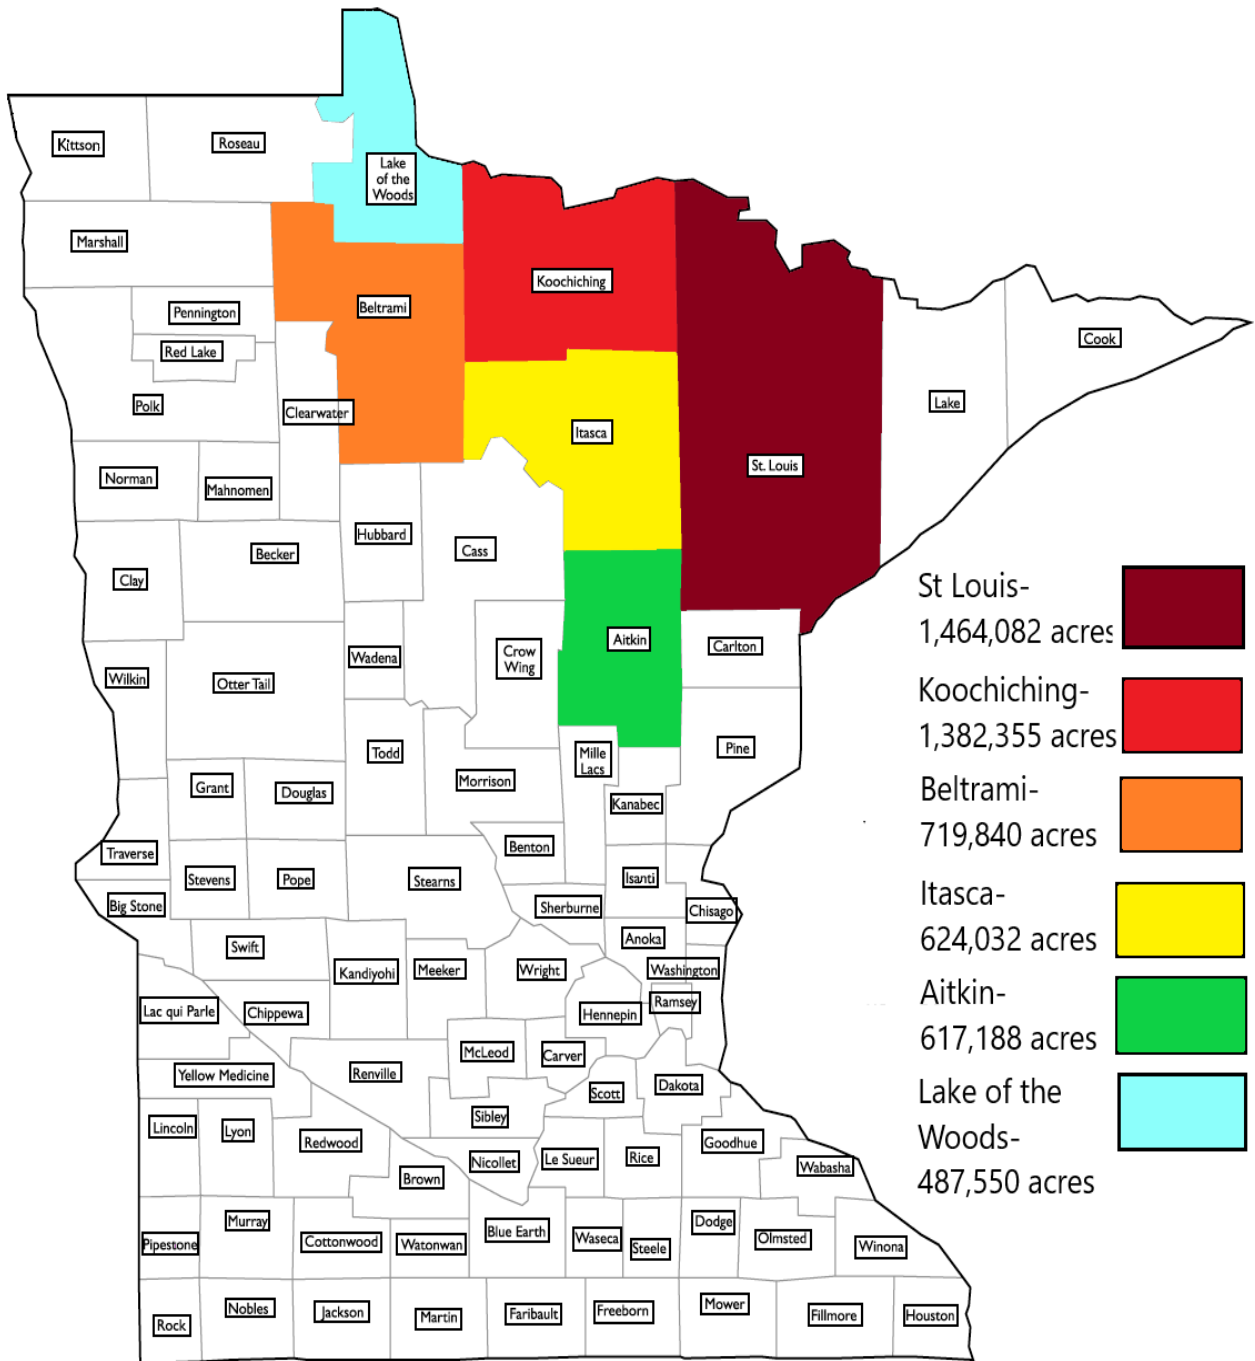 Kittson
Roseau
Lake
of the
Woods
Marshall
Koochiching
Beltrami
Pennington
Red Lake
Cook
Polk
Clearwater
Lake
Itasca
St. Louis
Norman
Mahnomen
Hubbard
Cass
Becker
Clay
Aitkin
Carlton
Crow
Wing
Wadena
Wilkin
Otter Tail
Pine
Todd
Mille
Lacs
Morrison
Grant
Douglas
Kanabec
Benton
Traverse
Stevens
Pope
Stearns
Isanti
Big Stone
Sherburne
Chisago
Swift
Anoka
Kandiyohi
Meeker
Wright
Washington
Ramsey
Lac qui Parle
Chippewa
Hennepin
McLeod
Carver
Renville
Yellow Medicine
Scott
Dakota
Sibley
Lincoln
Lyon
Redwood
Goodhue
Nicollet
Le Sueur
Rice
Wabasha
Brown
Murray
Pipestone
Cottonwood
Watonwan
Blue Earth
Waseca
Steele
Dodge
Olmsted
Winona
Rock
Nobles
Jackson
Martin
Faribault
Freeborn
Mower
Fillmore
Houston
St Louis-
1,464,082 acres
Koochiching-
1,382,355 acres
Beltrami-
719,840 acres
Itasca-
624,032 acres
Aitkin-
617,188 acres
Lake of the
Woods-
487,550 acres